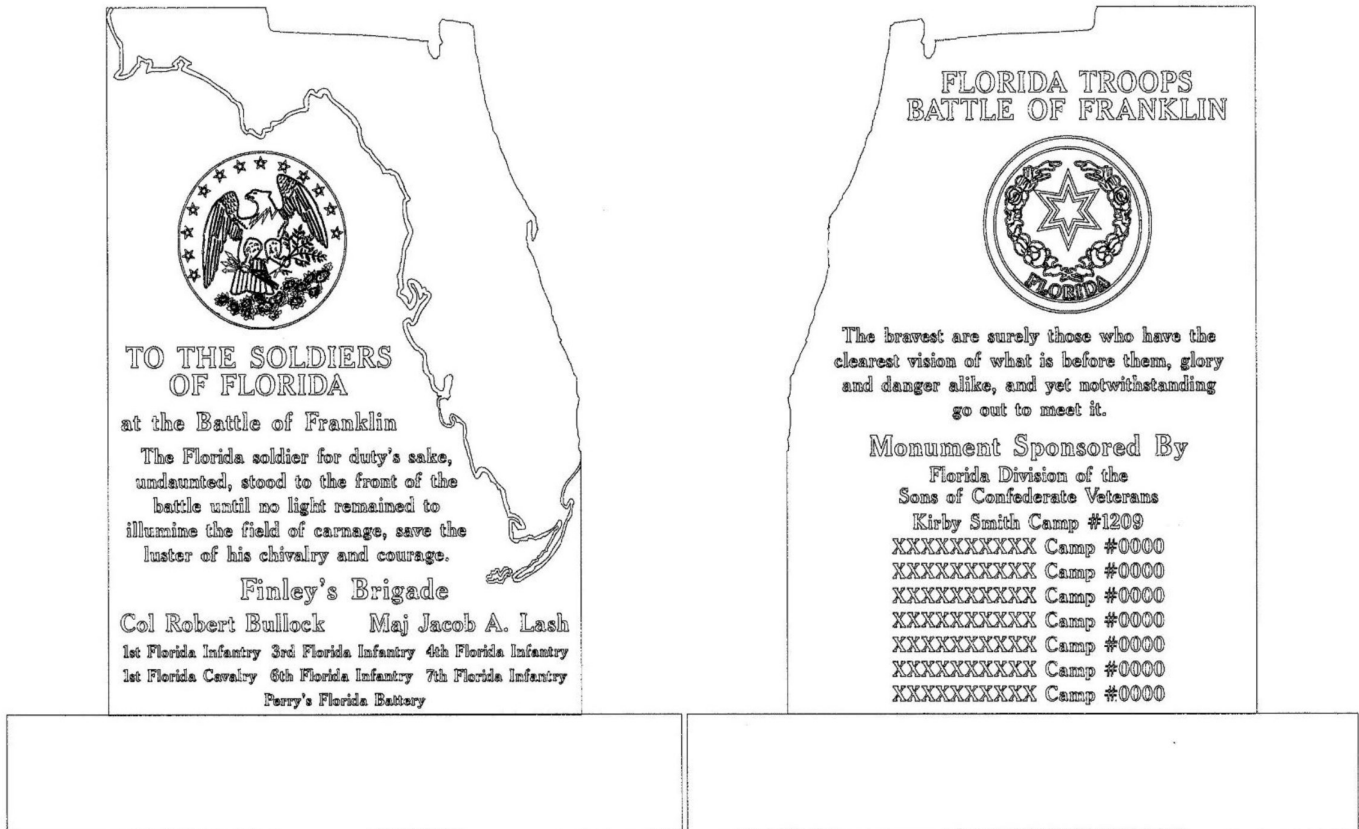 TO THE SOLDIERS
OF FLORIDA
at the Battle of Franklin
The Florida soldier for duty's sake,
undaunted, stood to the front of the
battle until no light remained to
illumine the field of carnage, save the
luster of his chivalry and courage.
Finley's Brigade
Col Robert Bullock Maj Jacob A. Lash
1st Florida Infantry 3rd Florida Infantry 4th Florida Infantry
1st Florida Cavalry 6th Florida Infantry 7th Florida Infantry
Perry's Florida Battery
FLORIDA TROOPS
BATTLE OF FRANKLIN
FLORIDA
The bravest are surely those who have the
clearest vision of what is before them, glory
and danger alike, and yet notwithstanding
go out to meet it.
Monument Sponsored By
Florida Division of the
Sons of Confederate Veterans
Kirby Smith Camp #1209
XXXXXXXXXX Camp #0000
XXXXXXXXXX Camp #0000
XXXXXXXXXX Camp #0000
XXXXXXXXXX Camp #0000
XXXXXXXXXX Camp #0000
XXXXXXXXXX Camp #0000
XXXXXXXXXX Camp #0000